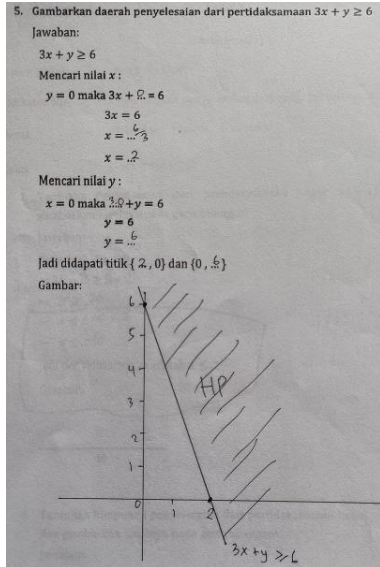 5. Gambarkan daerah penyelesaian dari pertidaksamaan 3x + y ≥ 6
Jawaban:
3x + y ≥ 6
Mencari nilai x :
y = 0 maka 3x + 0 = 6
3x = 6
x = 6/3
x = 2
Mencari nilai y :
x = 0 maka 3.0 + y = 6
y = 6
y = 6
Jadi didapati titik { 2 , 0} dan {0 , 6 }
Gambar:
6
5
4
3
2
1
0 1 2
HP
3x + y ≥ 6